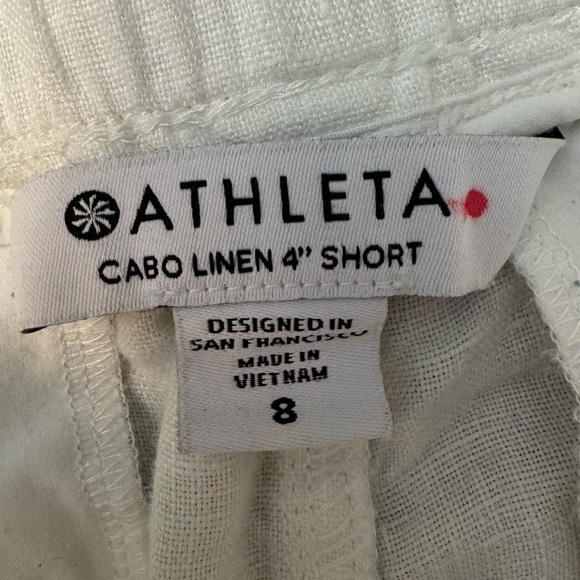 ATHLETA
CABO LINEN 4" SHORT
DESIGNED IN
SAN FRANCISCO
MADE IN
VIETNAM
8